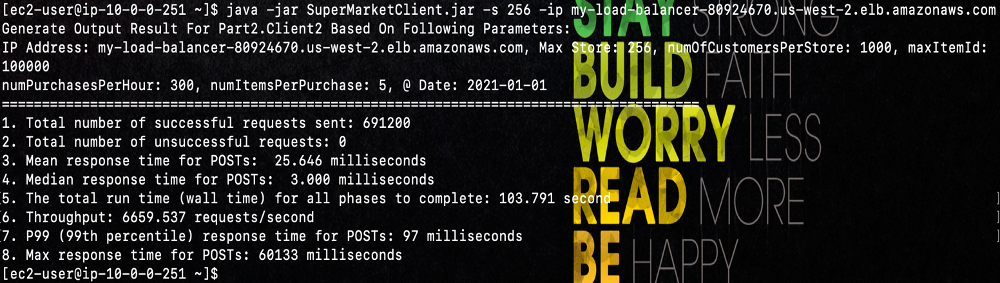 [ec2-user@ip-10-0-0-251 ~]$ java -jar SuperMarketClient.jar -s 256 -ip my-load-balancer-80924670.us-west-2.elb.amazonaws.com
Generate Output Result For Part2.Client2 Based On Following Parameters:
IP Address: my-load-balancer-80924670.us-west-2.elb.amazonaws.com, Max Store: 256, numOfCustomersPerStore: 1000, maxItemId:
100000
numPurchasesPerHour: 300, numItemsPerPurchase: 5, @ Date: 2021-01-01
=======================================================================================
1. Total number of successful requests sent: 691200
2. Total number of unsuccessful requests: 0
3. Mean response time for POSTs:  25.646 milliseconds
4. Median response time for POSTs:  3.000 milliseconds
5. The total run time (wall time) for all phases to complete: 103.791 second
6. Throughput: 6659.537 requests/second
7. P99 (99th percentile) response time for POSTs: 97 milliseconds
8. Max response time for POSTs: 60133 milliseconds
[ec2-user@ip-10-0-0-251 ~]$
STAY STRONG
BUILD FAITH
WORRY LESS
READ MORE
BE HAPPY